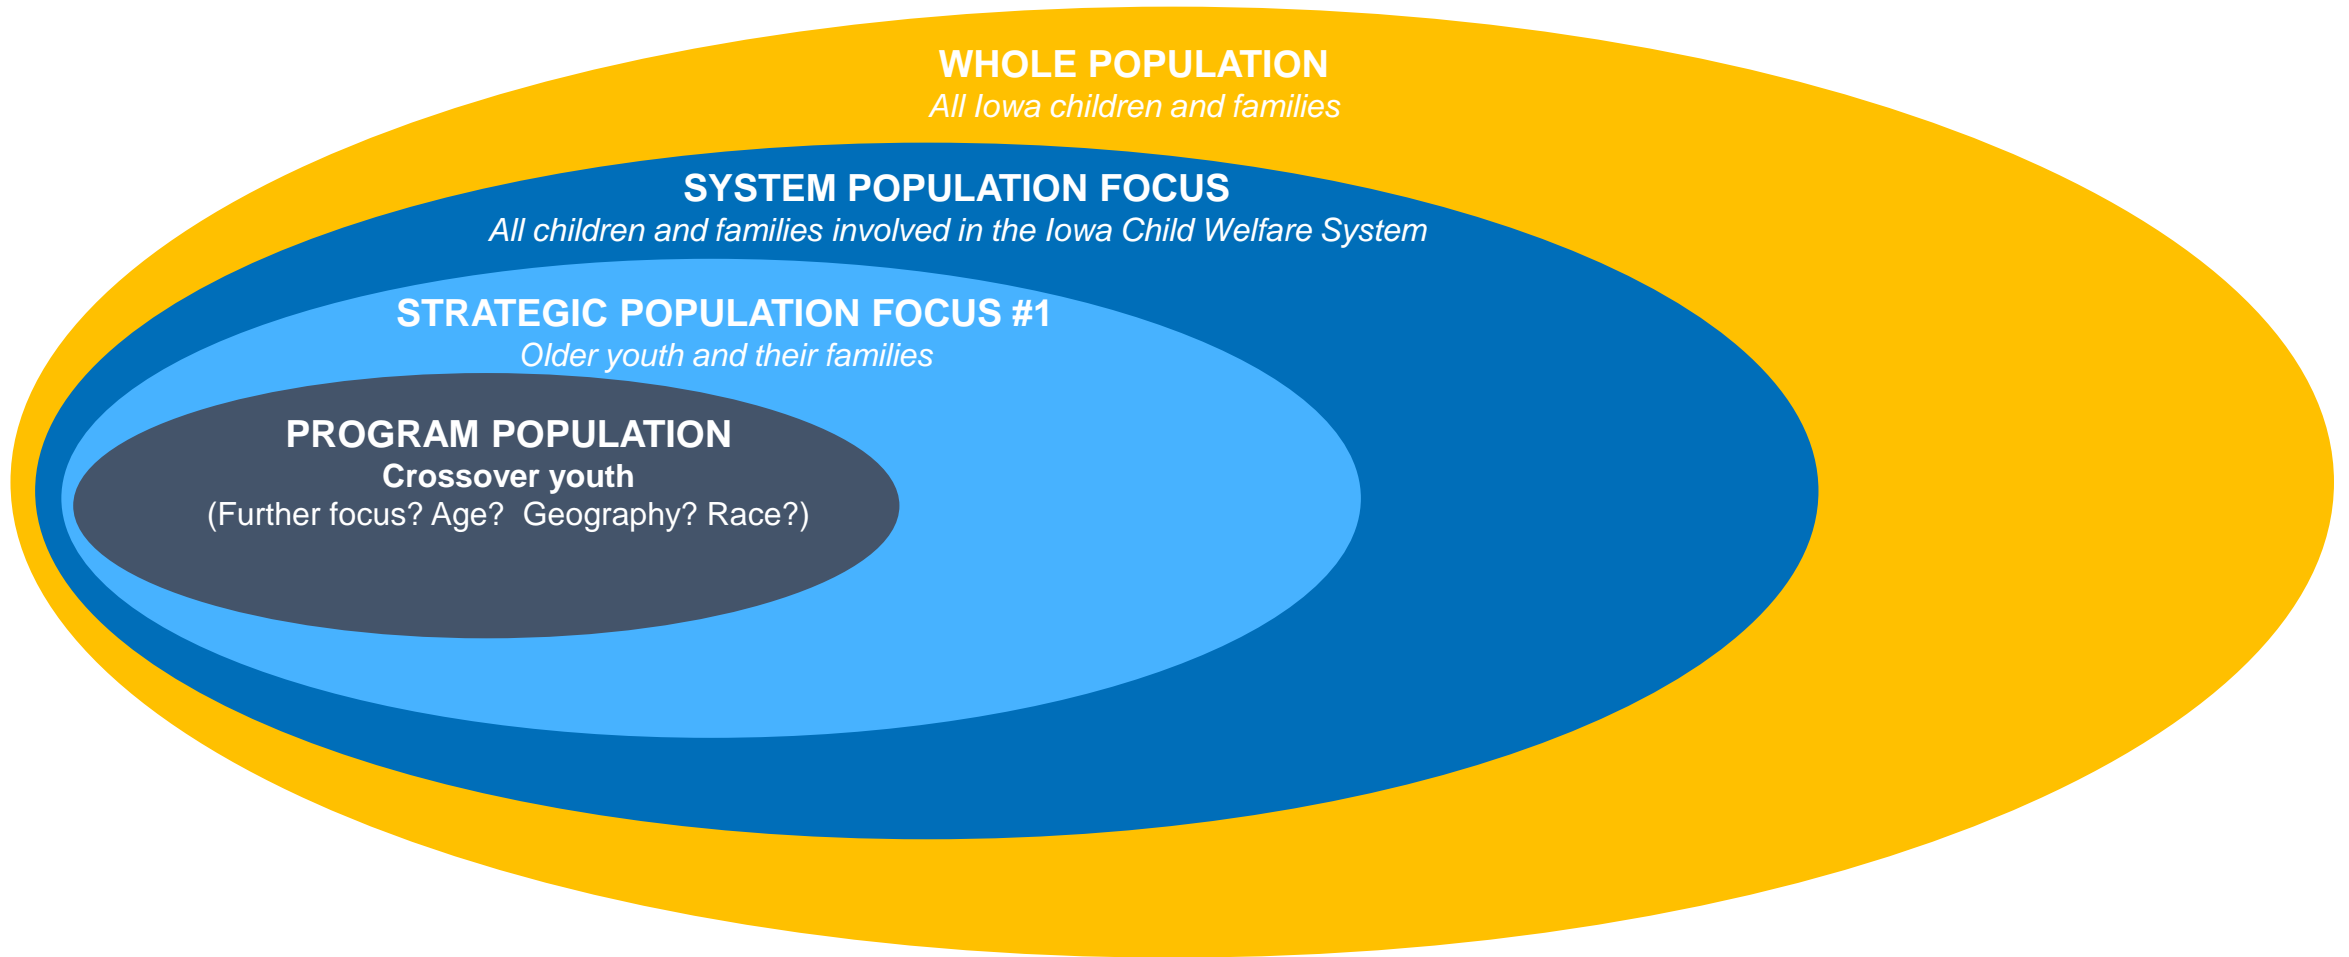 WHOLE POPULATION
All Iowa children and families
SYSTEM POPULATION FOCUS
All children and families involved in the Iowa Child Welfare System
STRATEGIC POPULATION FOCUS #1
Older youth and their families
PROGRAM POPULATION
Crossover youth
(Further focus? Age?  Geography? Race?)